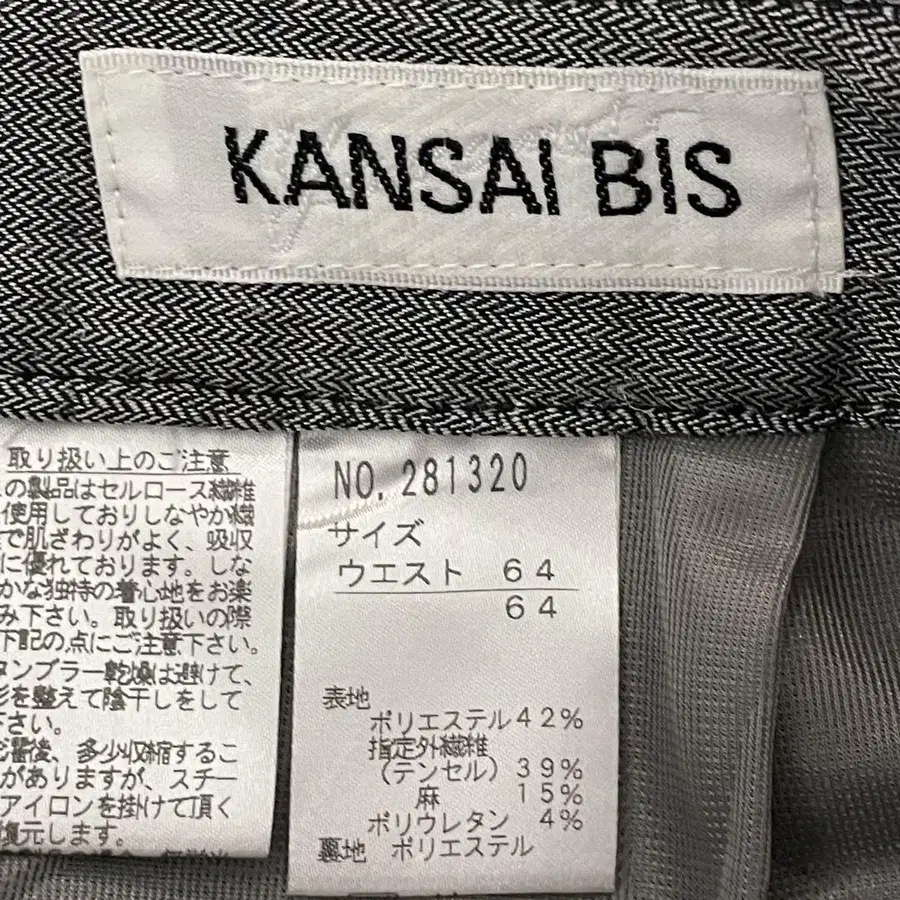 KANSAI BIS
取り扱い上のご注意
の製品はセルロース繊維
使用しておりしなやか繊
で肌ざわりがよく、吸収
に優れております。しな
かな独特の着心地をお楽
み下さい。取り扱いの際
下記の点にご注意下さい。
タンブラー乾燥は避けて、
形を整えて陰干しをして
さい。
後、多少収縮するこ
がありますが、スチー
アイロンを掛けて頂く
復元します。
NO. 281320
サイズ
ウエスト 64
64
表地
ポリエステル42%
指定外繊維
(テンセル)39%
麻 15%
ポリウレタン 4%
裏地 ポリエステル